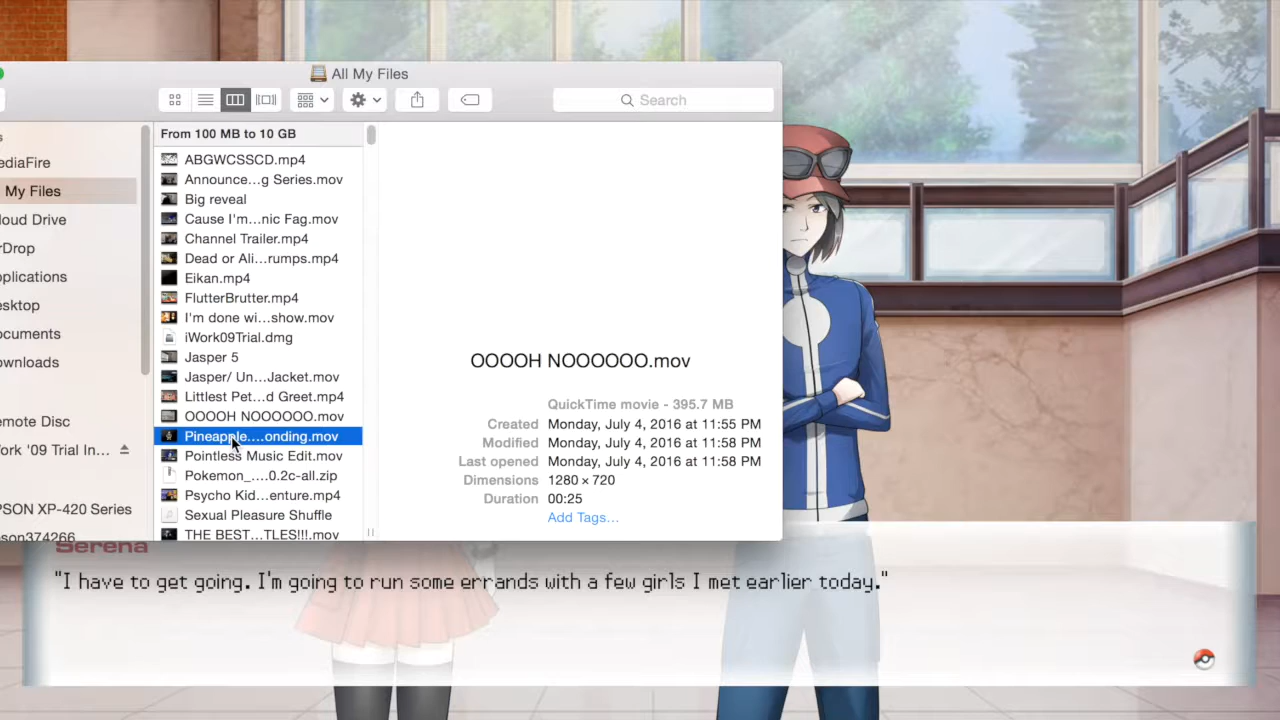 All My Files
Search
From 100 MB to 10 GB
s
ediaFire
My Files
loud Drive
rDrop
pplications
esktop
ocuments
ownloads
emote Disc
ork '09 Trial In...
PSON XP-420 Series
son374266
ABGWCSSCD.mp4
Announce...g Series.mov
Big reveal
Cause I'm...nic Fag.mov
Channel Trailer.mp4
Dead or Ali...rumps.mp4
Eikan.mp4
FlutterBrutter.mp4
I'm done wi...show.mov
iWork09Trial.dmg
Jasper 5
Jasper/ Un...Jacket.mov
Littlest Pet...d Greet.mp4
OOOOH NOOOOOO.mov
Pineapple....onding.mov
Pointless Music Edit.mov
Pokemon_....0.2c-all.zip
Psycho Kid...enture.mp4
Sexual Pleasure Shuffle
THE BEST...TLES!!!.mov
OOOOH NOOOOOO.mov
QuickTime movie - 395.7 MB
Created Monday, July 4, 2016 at 11:55 PM
Modified Monday, July 4, 2016 at 11:58 PM
Last opened Monday, July 4, 2016 at 11:58 PM
Dimensions 1280 × 720
Duration 00:25
Add Tags...
Serena
"I have to get going. I'm going to run some errands with a few girls I met earlier today."